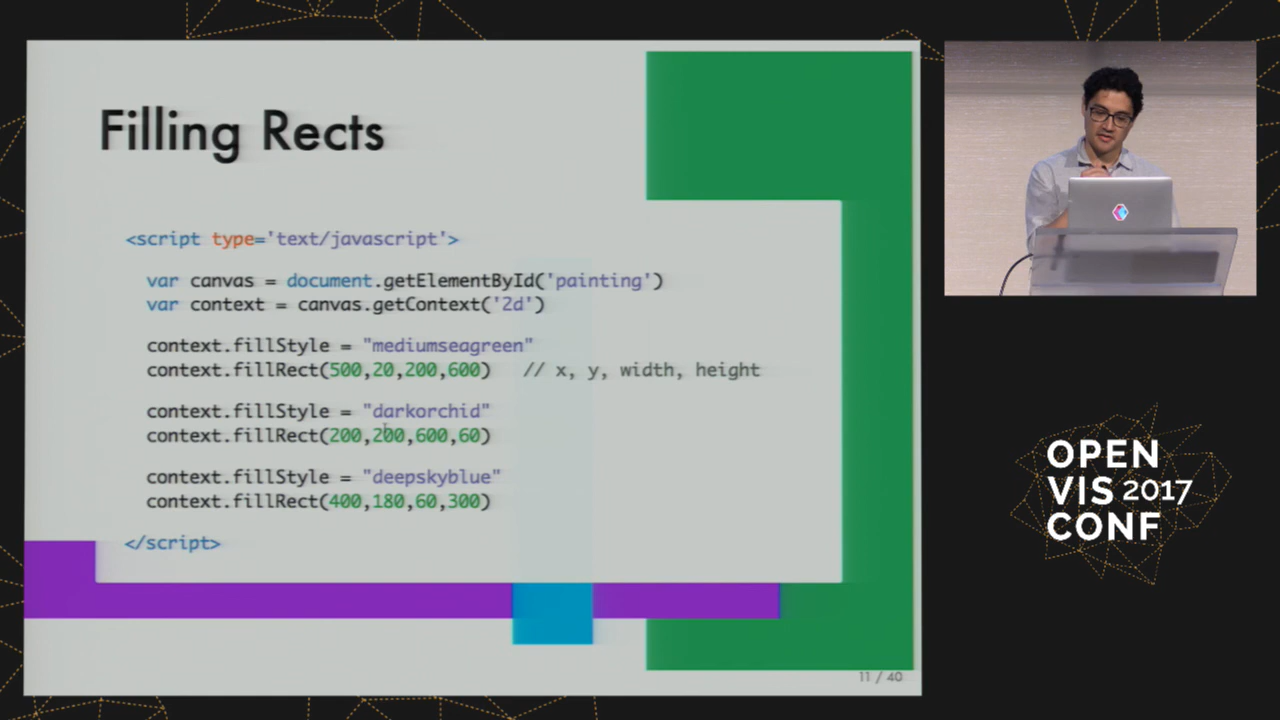 Filling Rects
<script type='text/javascript'>
var canvas = document.getElementById('painting')
var context = canvas.getContext('2d')
context.fillStyle = "mediumseagreen"
context.fillRect(500,20,200,600) // x, y, width, height
context.fillStyle = "darkorchid"
context.fillRect(200,200,600,60)
context.fillStyle = "deepskyblue"
context.fillRect(400,180,60,300)
</script>
11 / 40
OPEN
VIS 2017
CONF